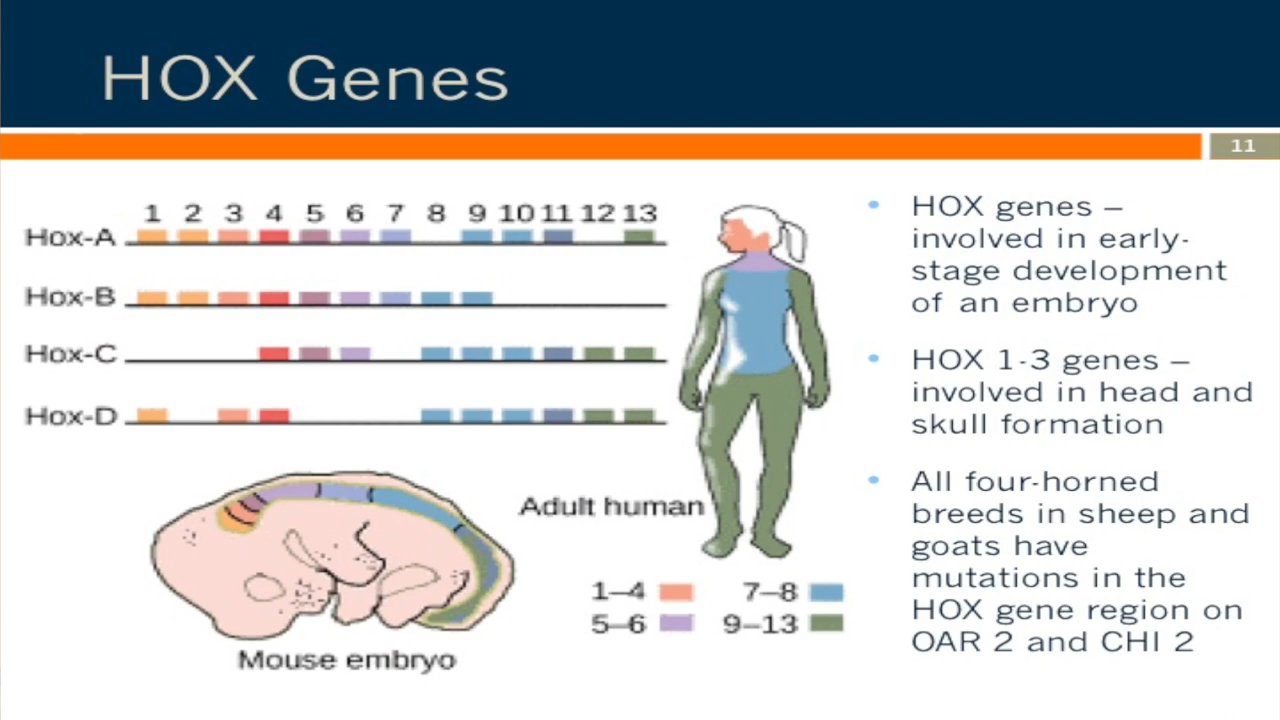 HOX Genes
11
1 2 3 4 5 6 7 8 9 10 11 12 13
Hox-A
Hox-B
Hox-C
Hox-D
Mouse embryo
Adult human
1–4 7–8
5–6 9–13
• HOX genes –
involved in early-
stage development
of an embryo
• HOX 1-3 genes –
involved in head and
skull formation
• All four-horned
breeds in sheep and
goats have
mutations in the
HOX gene region on
OAR 2 and CHI 2